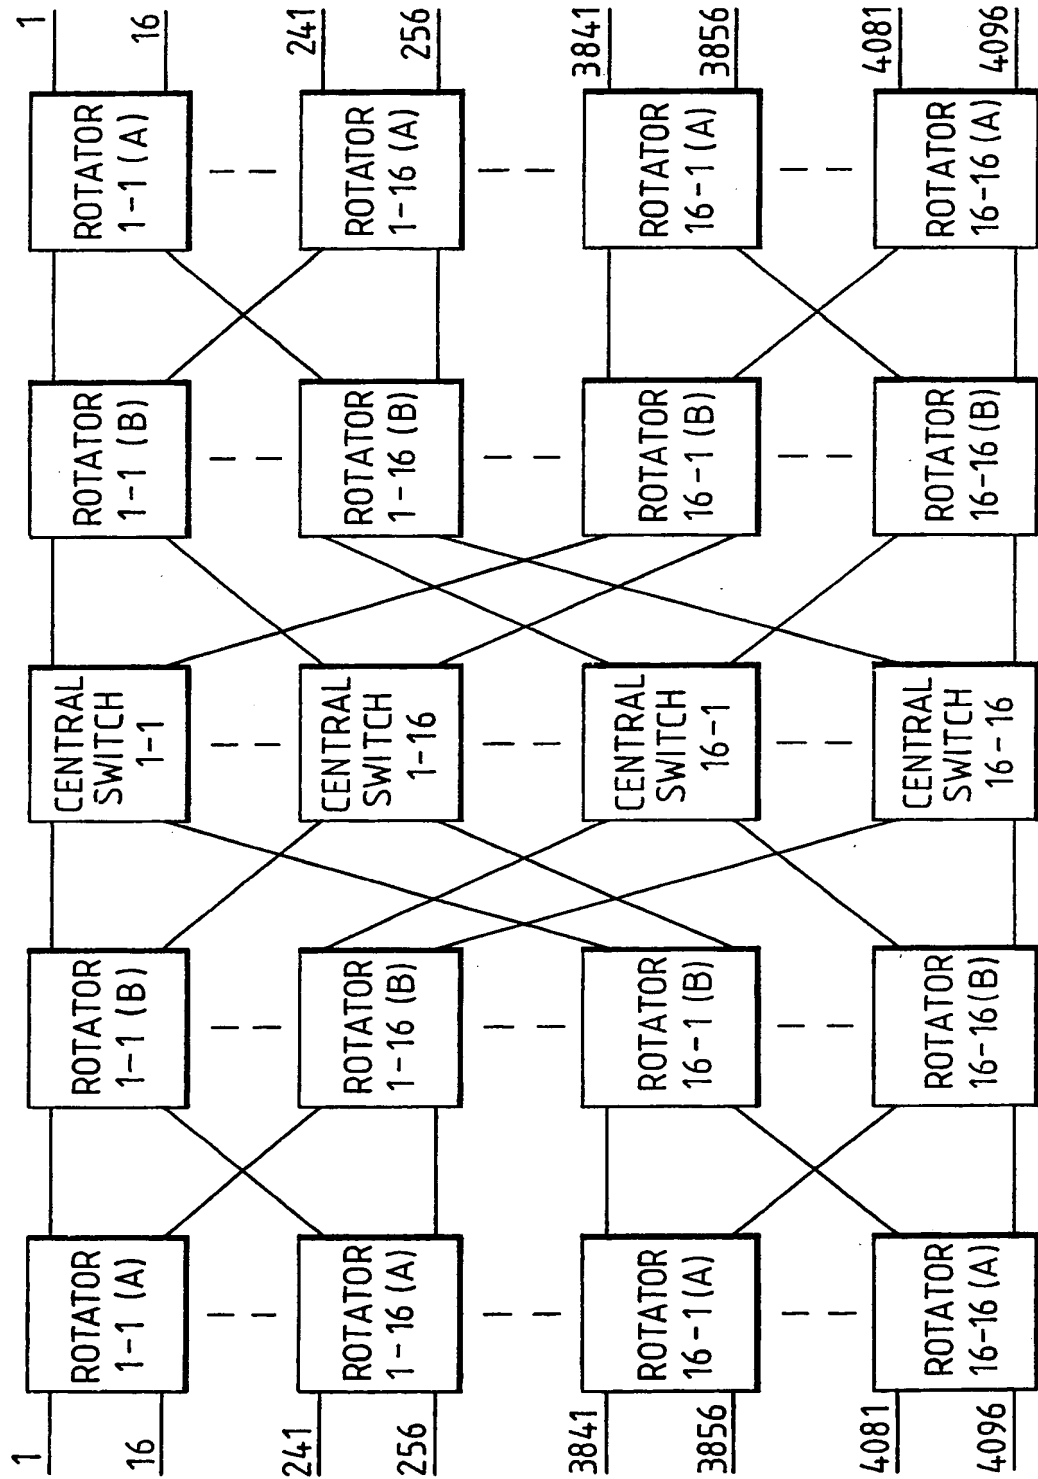 1
16
241
256
3841
3856
4081
4096
ROTATOR
1-1 (A)
ROTATOR
1-16 (A)
ROTATOR
16-1 (A)
ROTATOR
16-16 (A)
ROTATOR
1-1 (B)
ROTATOR
1-16 (B)
ROTATOR
16-1 (B)
ROTATOR
16-16(B)
CENTRAL
SWITCH
1-1
CENTRAL
SWITCH
1-16
CENTRAL
SWITCH
16-1
CENTRAL
SWITCH
16-16
ROTATOR
1-1 (B)
ROTATOR
1-16 (B)
ROTATOR
16-1 (B)
ROTATOR
16-16 (B)
ROTATOR
1-1 (A)
ROTATOR
1-16 (A)
ROTATOR
16-1 (A)
ROTATOR
16-16 (A)
1
16
241
256
3841
3856
4081
4096